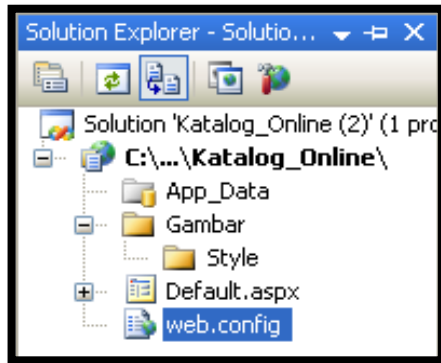 Solution Explorer - Solutio...
Solution 'Katalog_Online (2)' (1 pro
C:\...\Katalog_Online\
App_Data
Gambar
Style
Default.aspx
web.config